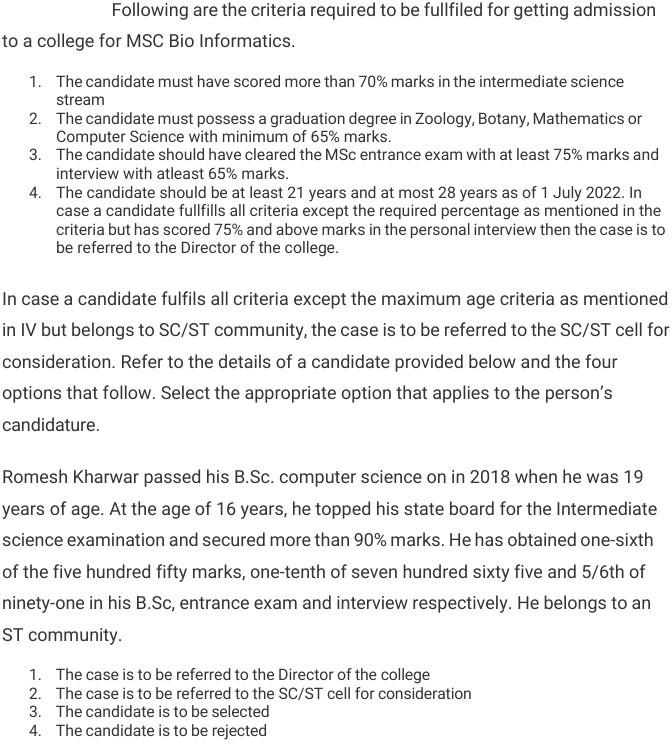 Following are the criteria required to be fullfiled for getting admission
to a college for MSC Bio Informatics.
1. The candidate must have scored more than 70% marks in the intermediate science
stream
2. The candidate must possess a graduation degree in Zoology, Botany, Mathematics or
Computer Science with minimum of 65% marks.
3. The candidate should have cleared the MSc entrance exam with at least 75% marks and
interview with atleast 65% marks.
4. The candidate should be at least 21 years and at most 28 years as of 1 July 2022. In
case a candidate fullfills all criteria except the required percentage as mentioned in the
criteria but has scored 75% and above marks in the personal interview then the case is to
be referred to the Director of the college.
In case a candidate fulfils all criteria except the maximum age criteria as mentioned
in IV but belongs to SC/ST community, the case is to be referred to the SC/ST cell for
consideration. Refer to the details of a candidate provided below and the four
options that follow. Select the appropriate option that applies to the person’s
candidature.
Romesh Kharwar passed his B.Sc. computer science on in 2018 when he was 19
years of age. At the age of 16 years, he topped his state board for the Intermediate
science examination and secured more than 90% marks. He has obtained one-sixth
of the five hundred fifty marks, one-tenth of seven hundred sixty five and 5/6th of
ninety-one in his B.Sc, entrance exam and interview respectively. He belongs to an
ST community.
1. The case is to be referred to the Director of the college
2. The case is to be referred to the SC/ST cell for consideration
3. The candidate is to be selected
4. The candidate is to be rejected